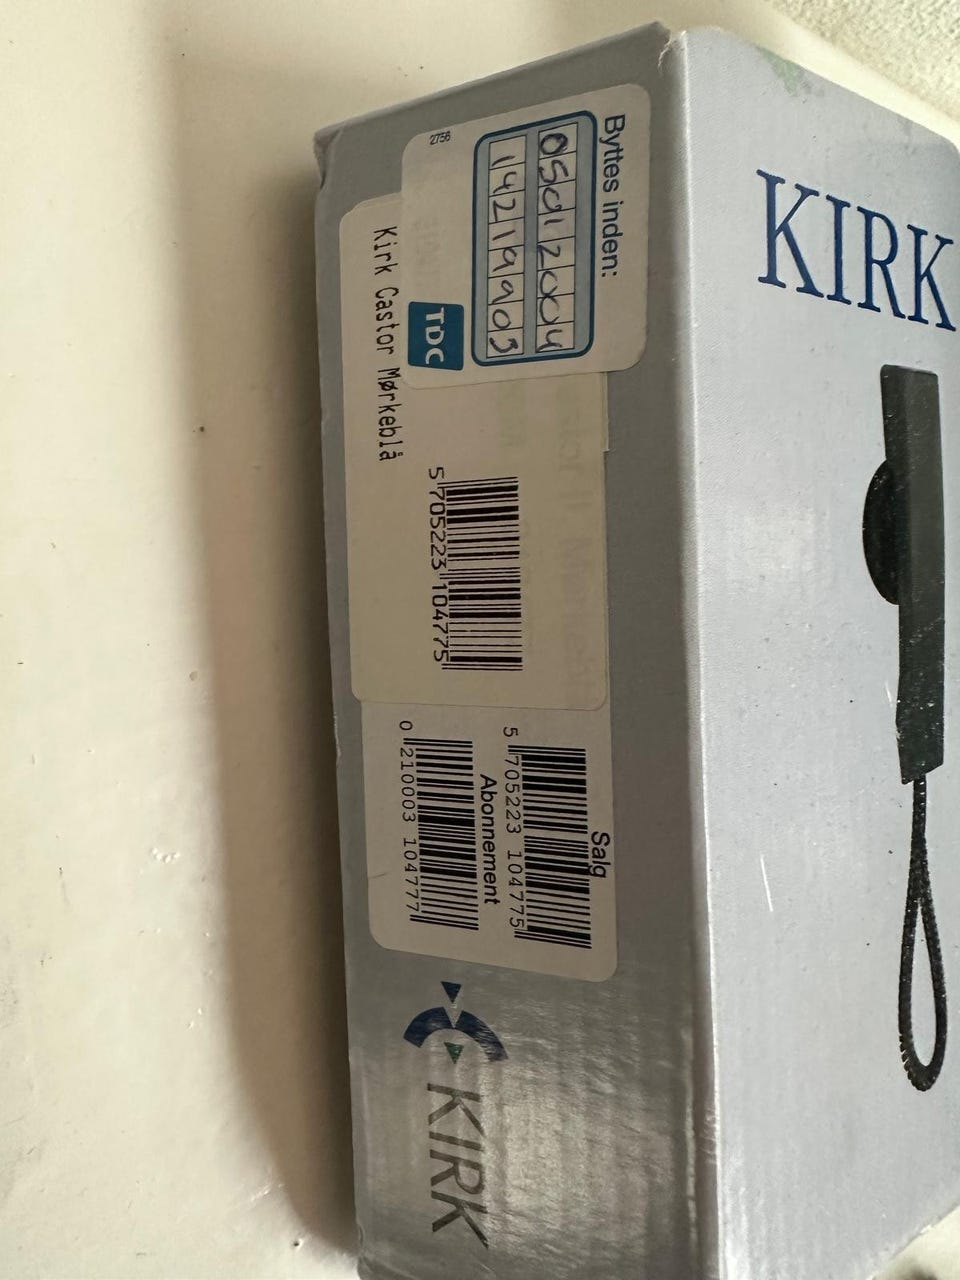 Byttes inden:
05012004
14219903
TDC
2756
Kirk Castor Mørkeblå
5 705223 104775
Salg
5 705223 104775
Abonnement
0 210003 104777
KIRK
KIRK